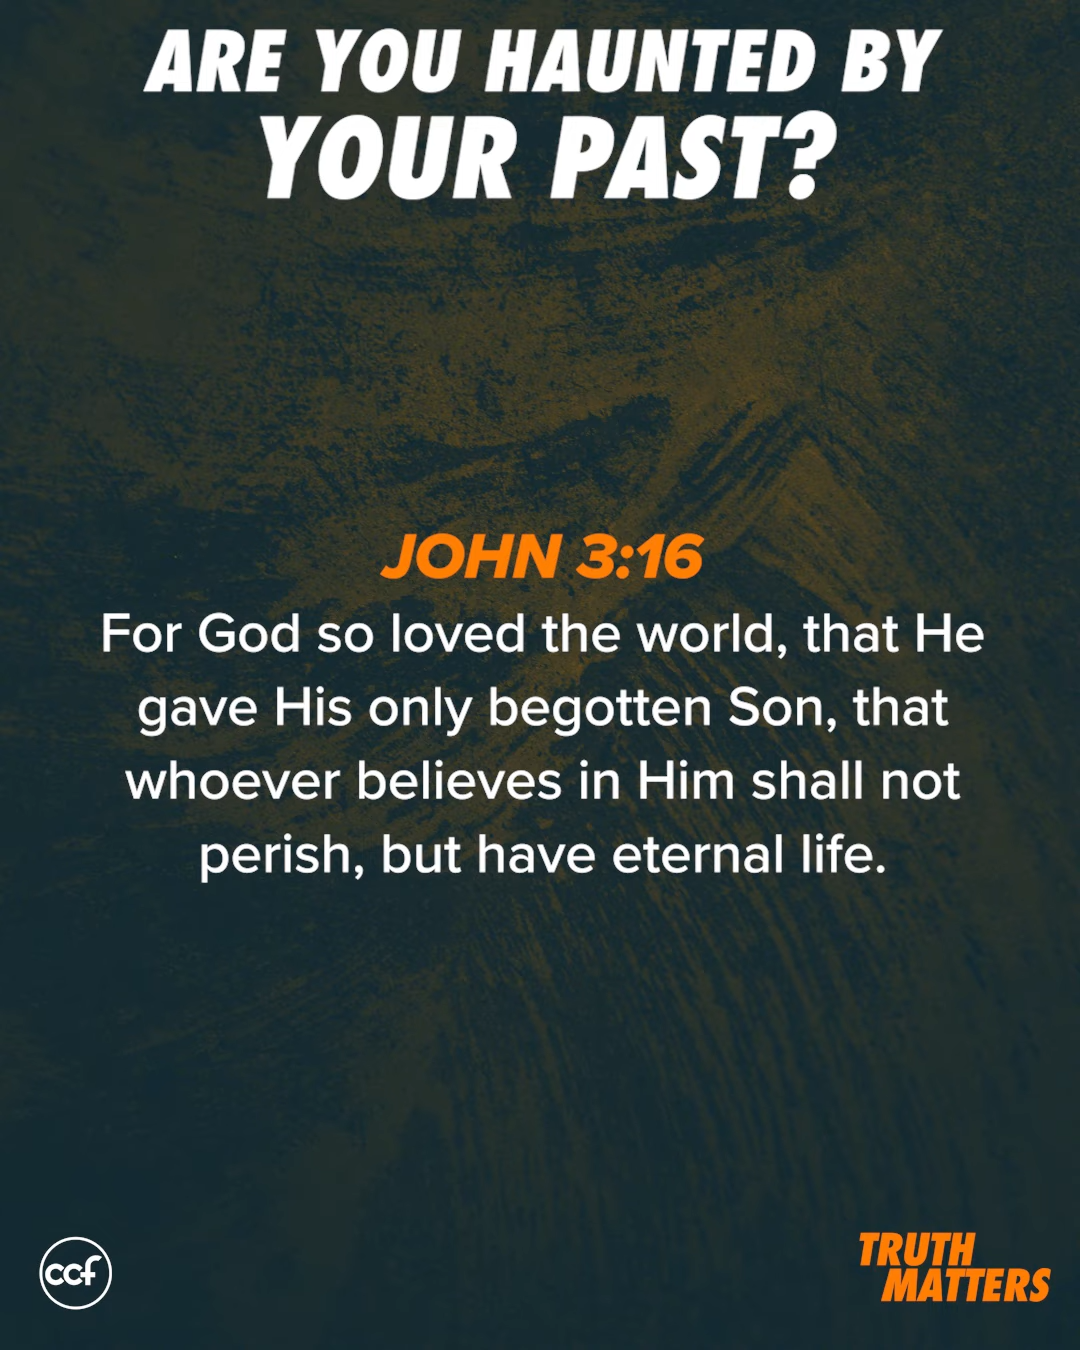 ARE YOU HAUNTED BY
YOUR PAST?
JOHN 3:16
For God so loved the world, that He
gave His only begotten Son, that
whoever believes in Him shall not
perish, but have eternal life.
ccf
TRUTH
MATTERS